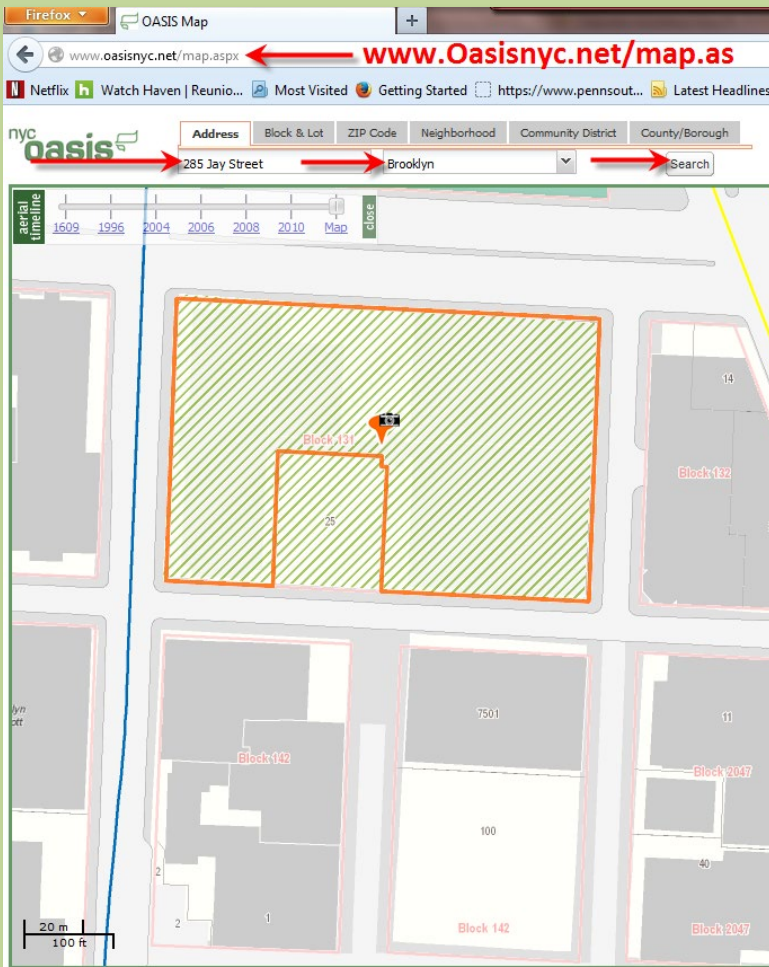 Firefox
OASIS Map
www.oasisnyc.net/map.aspx
www.Oasisnyc.net/map.as
Netflix Watch Haven | Reunio... Most Visited Getting Started https://www.pennsout... Latest Headlines
nyc oasis
Address Block & Lot ZIP Code Neighborhood Community District County/Borough
285 Jay Street Brooklyn Search
aerial timeline
1609 1996 2004 2006 2008 2010 Map
close
14
Block 131
Block 132
25
lyn
ott
7501
11
Block 142
Block 2047
100
40
2
2
1
Block 142
Block 2047
20 m
100 ft